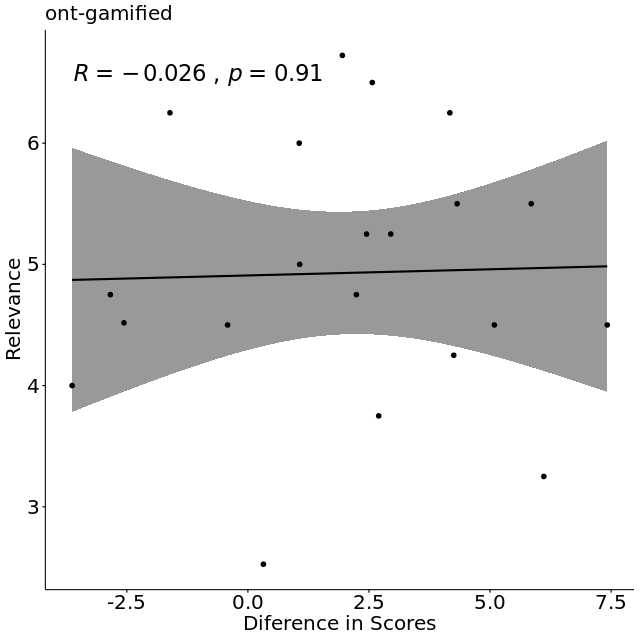 ont-gamified
R = −0.026 , p = 0.91
6
5
4
3
Relevance
-2.5 0.0 2.5 5.0 7.5
Diference in Scores